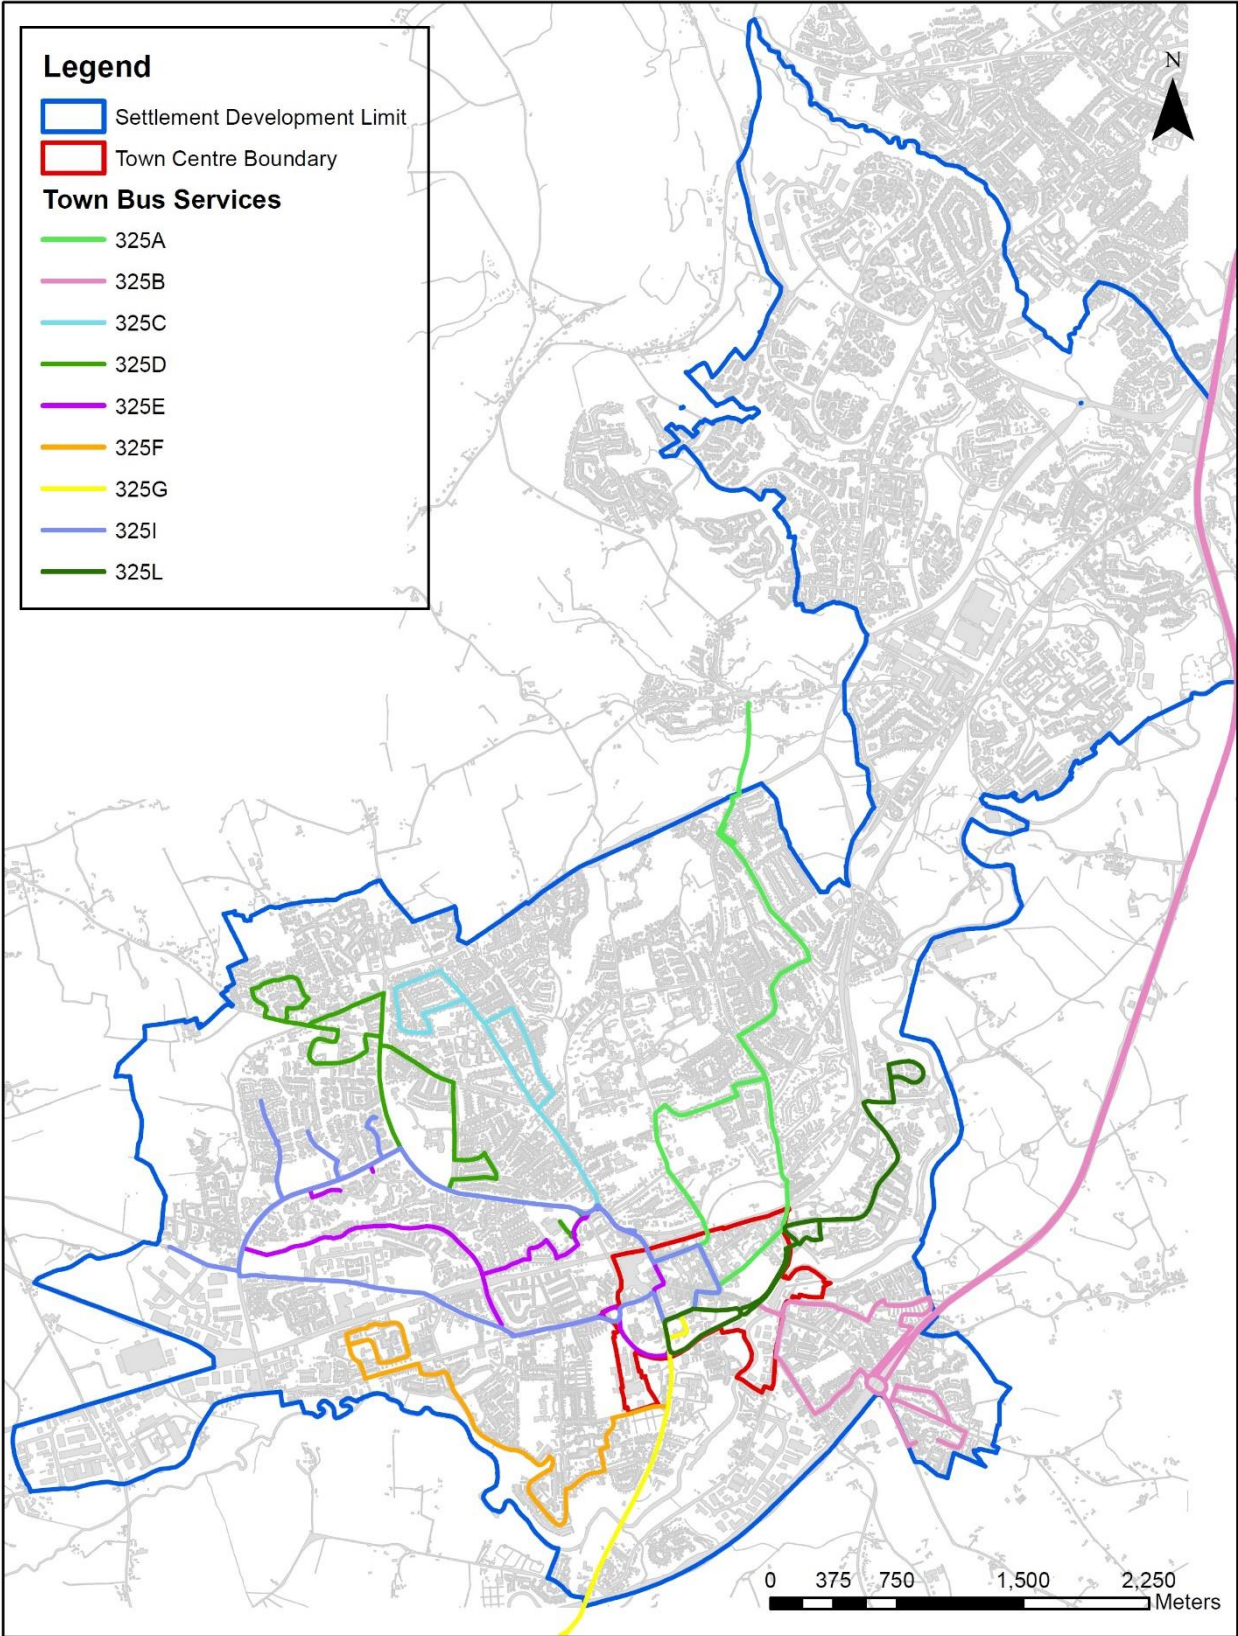 Legend
Settlement Development Limit
Town Centre Boundary
Town Bus Services
325A
325B
325C
325D
325E
325F
325G
325I
325L
N
0 375 750 1,500 2,250
Meters